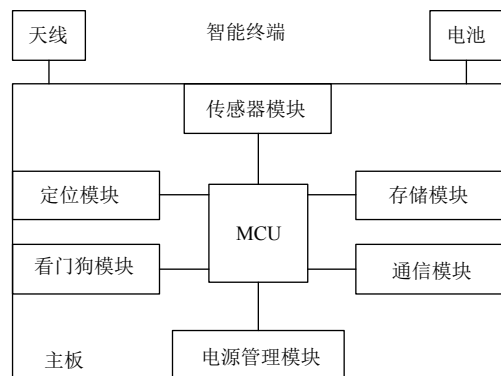 天线
智能终端
电池
传感器模块
定位模块
存储模块
MCU
看门狗模块
通信模块
主板
电源管理模块